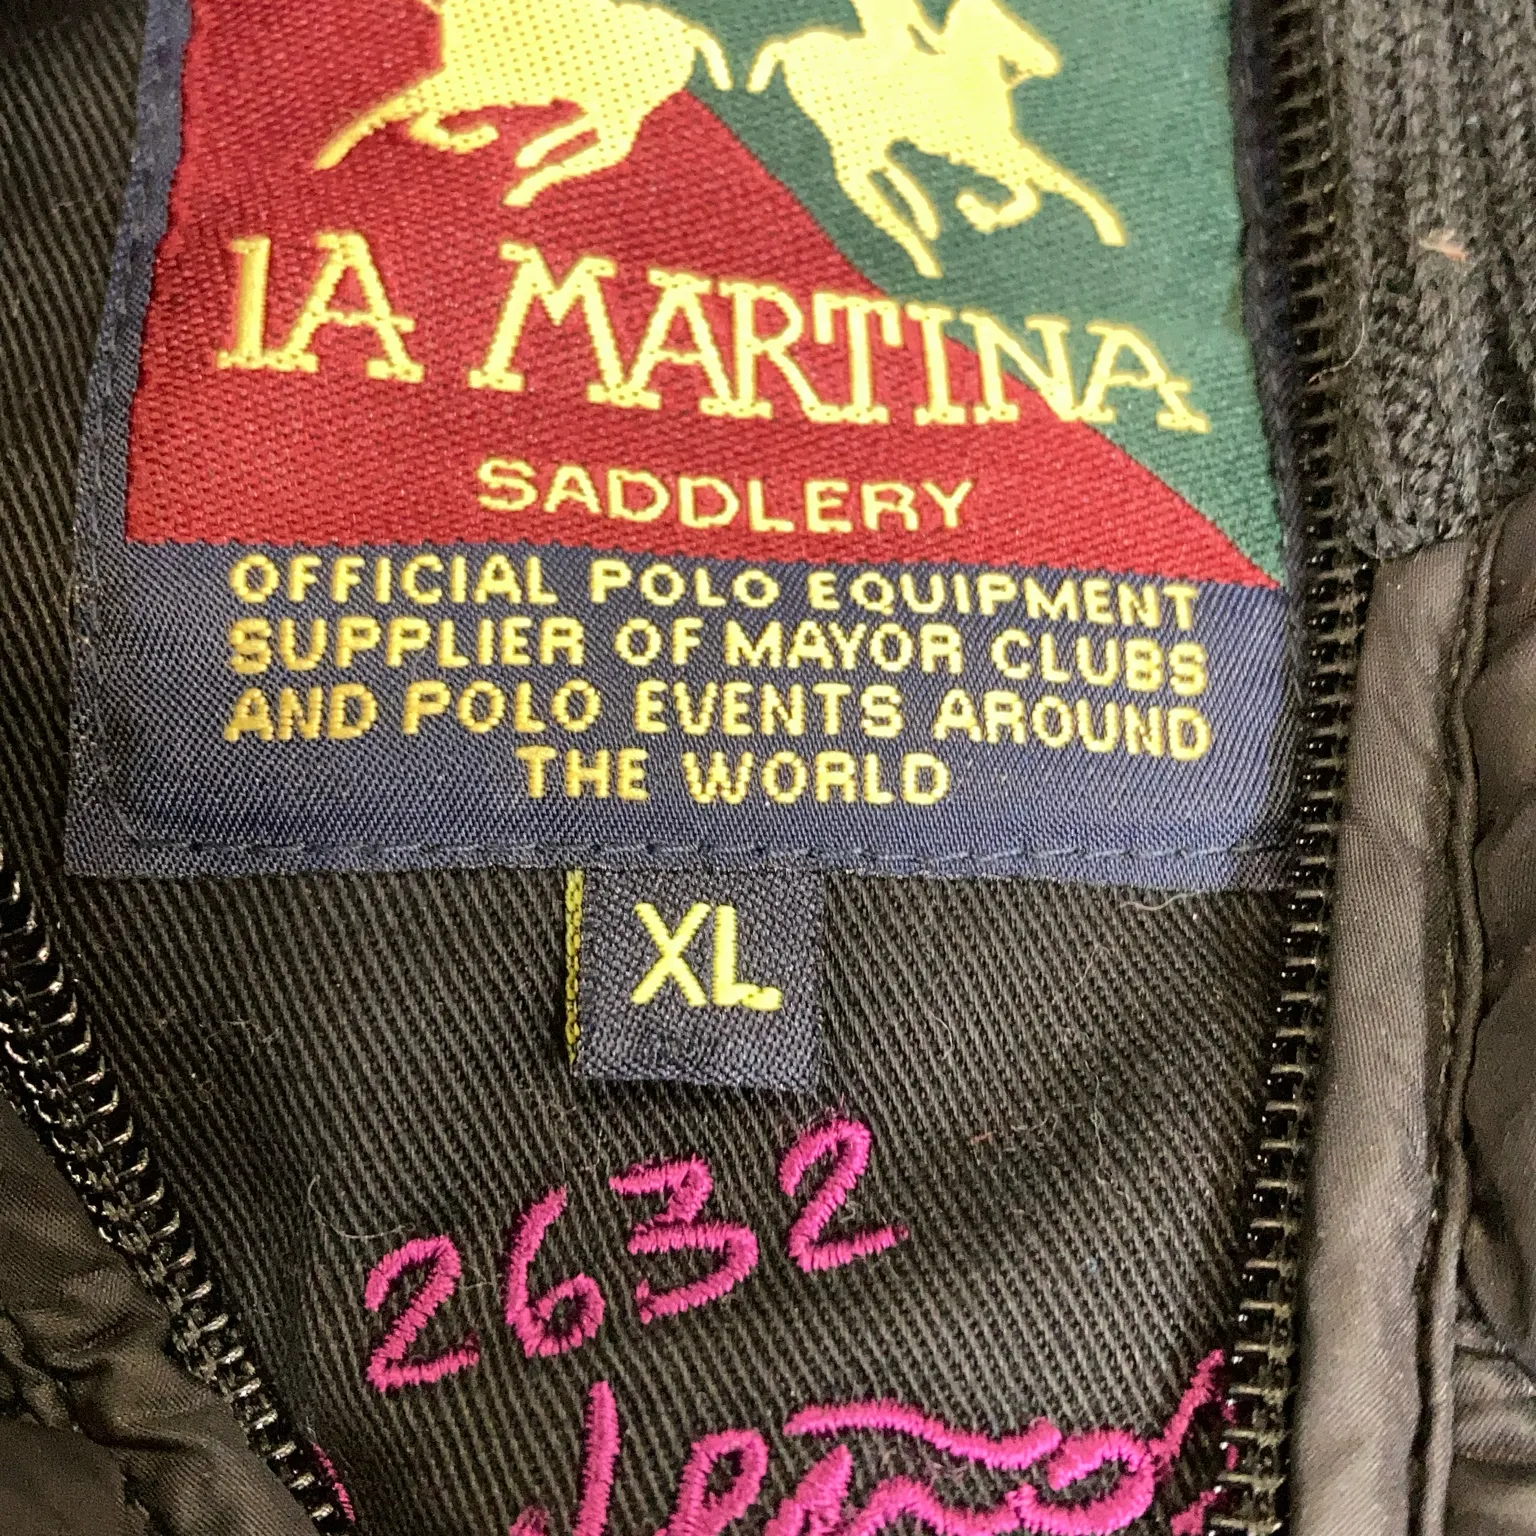 LA MARTINA
SADDLERY
OFFICIAL POLO EQUIPMENT
SUPPLIER OF MAYOR CLUBS
AND POLO EVENTS AROUND
THE WORLD
XL
2632